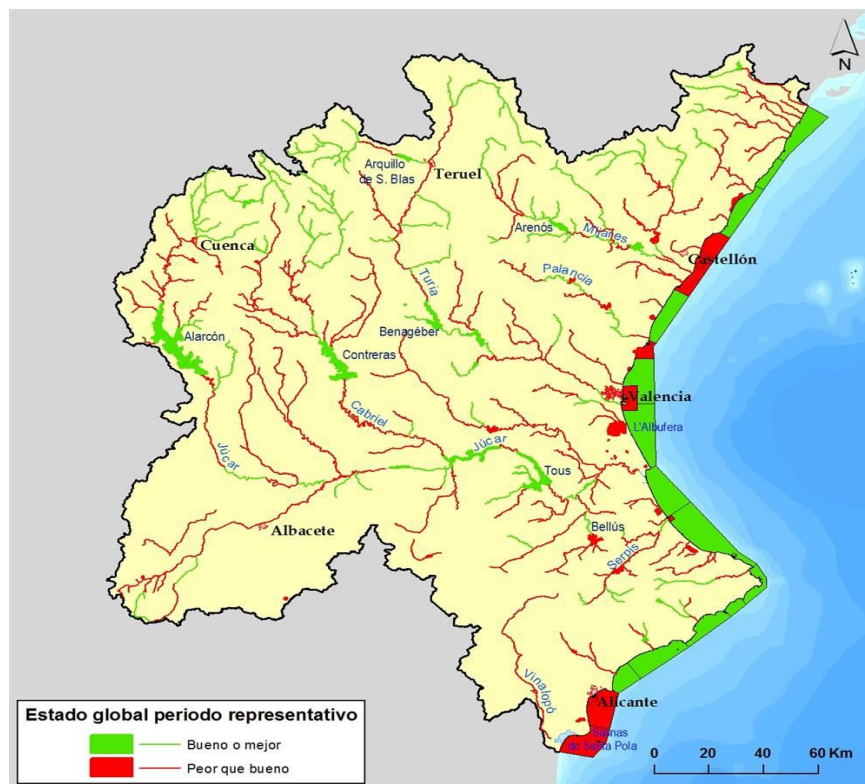 N
Arquillo
de S. Blas
Teruel
Arenós
Mijares
Cuenca
Castellón
Palancia
Turia
Alarcón
Benagéber
Contreras
Valencia
Cabriel
L'Albufera
Júcar
Júcar
Tous
Albacete
Bellús
Serpis
Vinalopó
Alicante
Salinas
de Santa Pola
Estado global periodo representativo
Bueno o mejor
Peor que bueno
0 20 40 60 Km